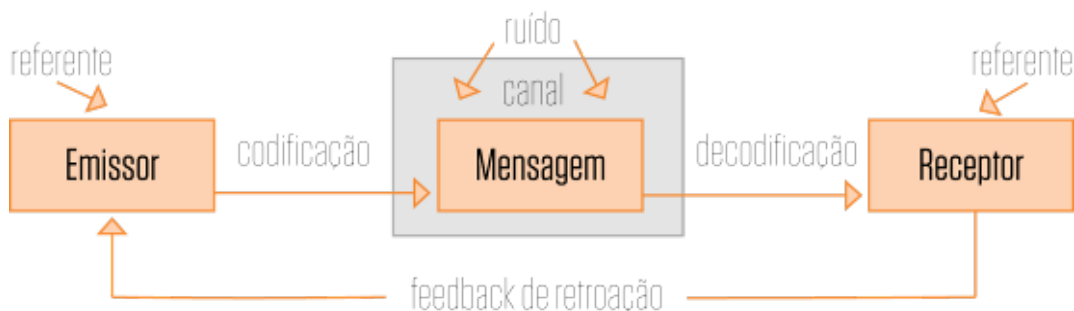 ruído
referente
referente
canal
Emissor
codificação
Mensagem
decodificação
Receptor
feedback de retroação